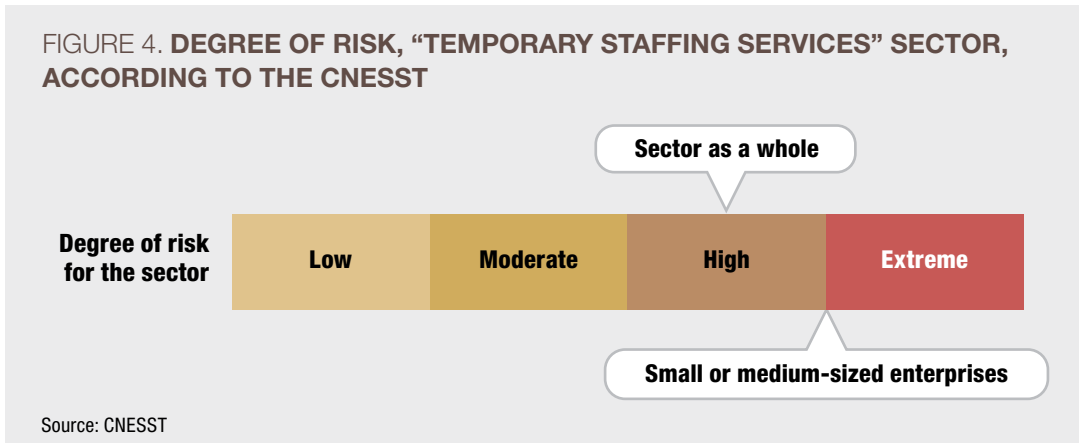 FIGURE 4. DEGREE OF RISK, “TEMPORARY STAFFING SERVICES” SECTOR,
ACCORDING TO THE CNESST
Sector as a whole
Degree of risk
for the sector
Low
Moderate
High
Extreme
Small or medium-sized enterprises
Source: CNESST